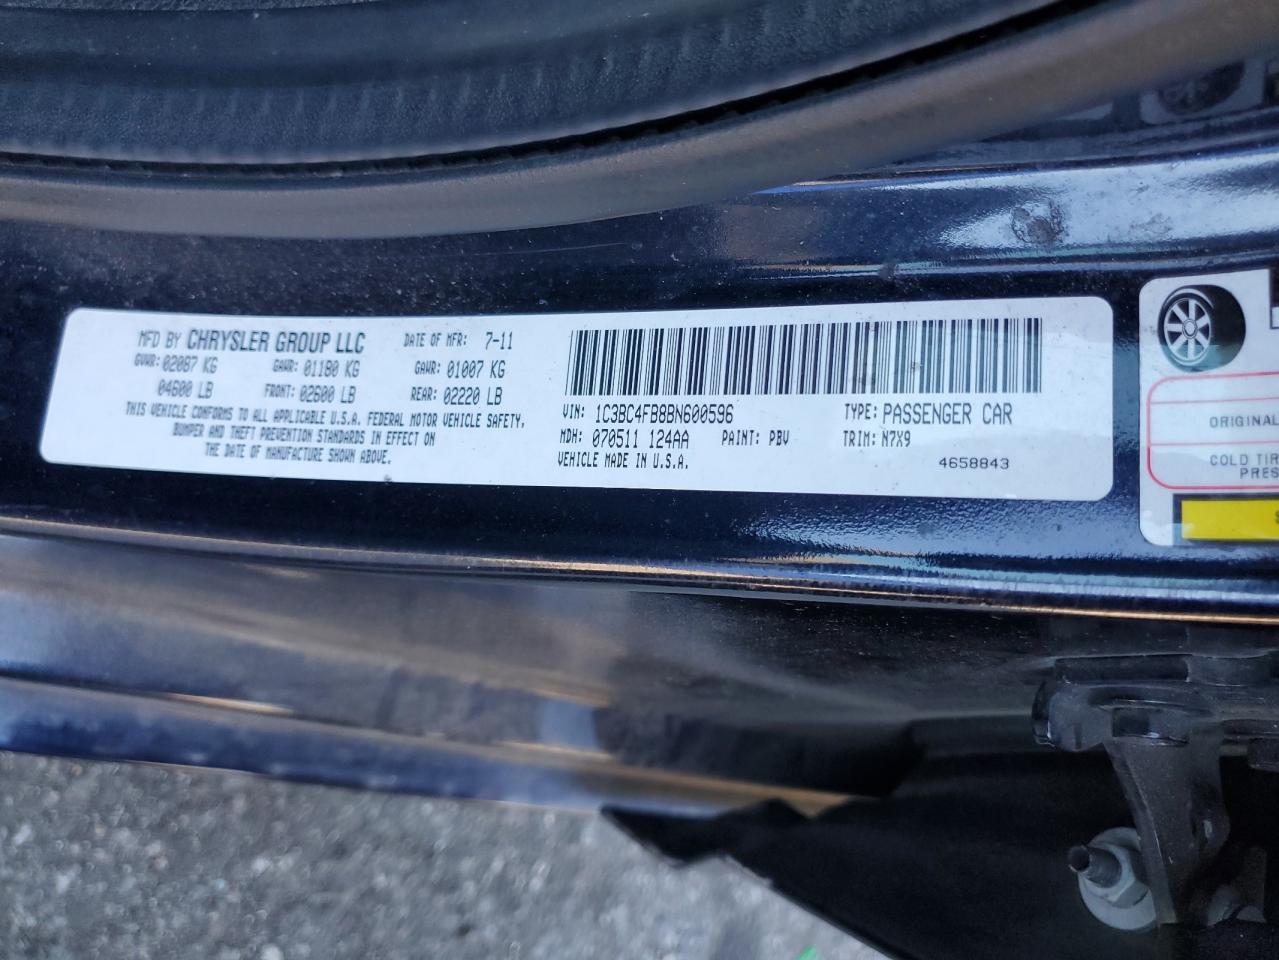 MFD BY CHRYSLER GROUP LLC DATE OF MFR: 7-11
GVWR: 02087 KG GAWR: 01180 KG GAWR: 01007 KG
04600 LB FRONT: 02600 LB REAR: 02220 LB
THIS VEHICLE CONFORMS TO ALL APPLICABLE U.S.A. FEDERAL MOTOR VEHICLE SAFETY,
BUMPER AND THEFT PREVENTION STANDARDS IN EFFECT ON
THE DATE OF MANUFACTURE SHOWN ABOVE.
VIN: 1C3BC4FB8BN600596 TYPE: PASSENGER CAR
MDH: 070511 124AA PAINT: PBV TRIM: N7X9
VEHICLE MADE IN U.S.A. 4658843
ORIGINAL
COLD TIR
PRES
S